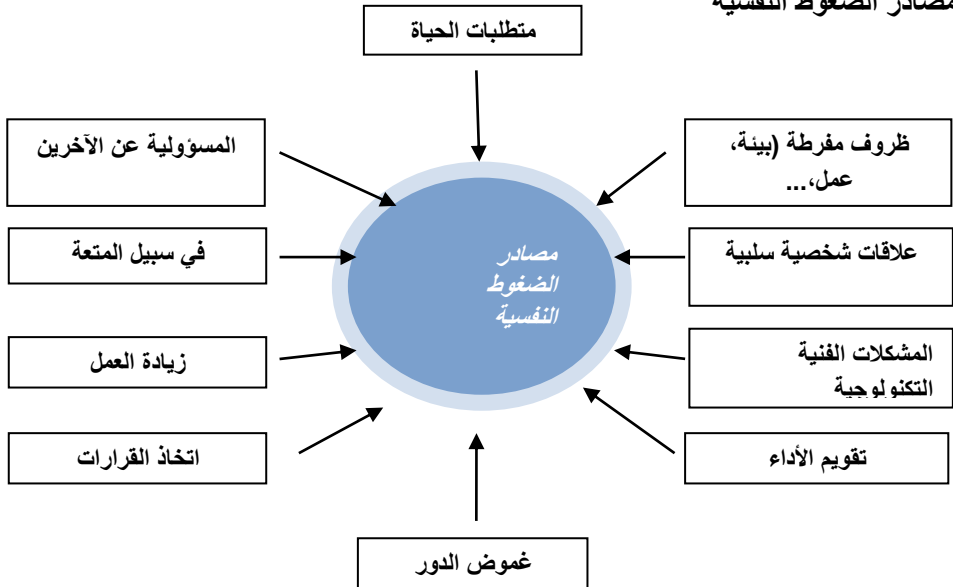 مصادر الضغوط النفسية
متطلبات الحياة
ظروف مفرطة (بيئة،
عمل،...
المسؤولية عن الآخرين
علاقات شخصية سلبية
في سبيل المتعة
مصادر
الضغوط
النفسية
المشكلات الفنية
التكنولوجية
زيادة العمل
تقويم الأداء
اتخاذ القرارات
غموض الدور